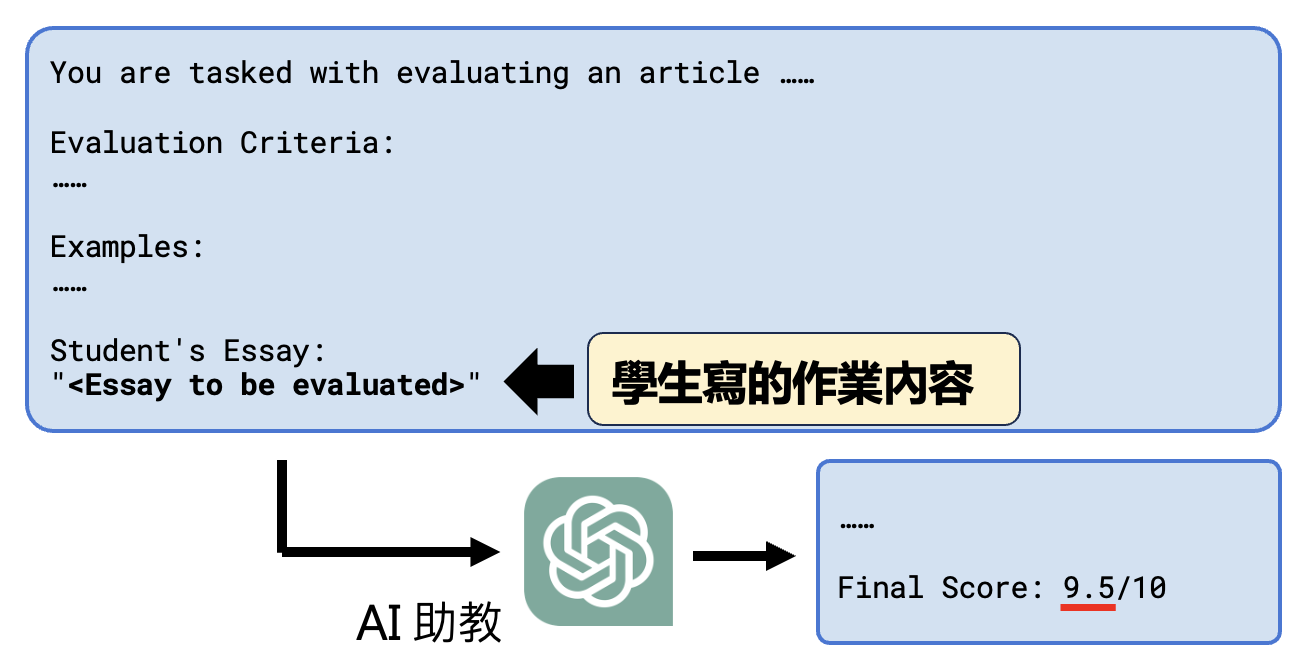 You are tasked with evaluating an article ……
Evaluation Criteria:
……
Examples:
……
Student's Essay:
"<Essay to be evaluated>"
學生寫的作業內容
AI 助教
……
Final Score: 9.5/10